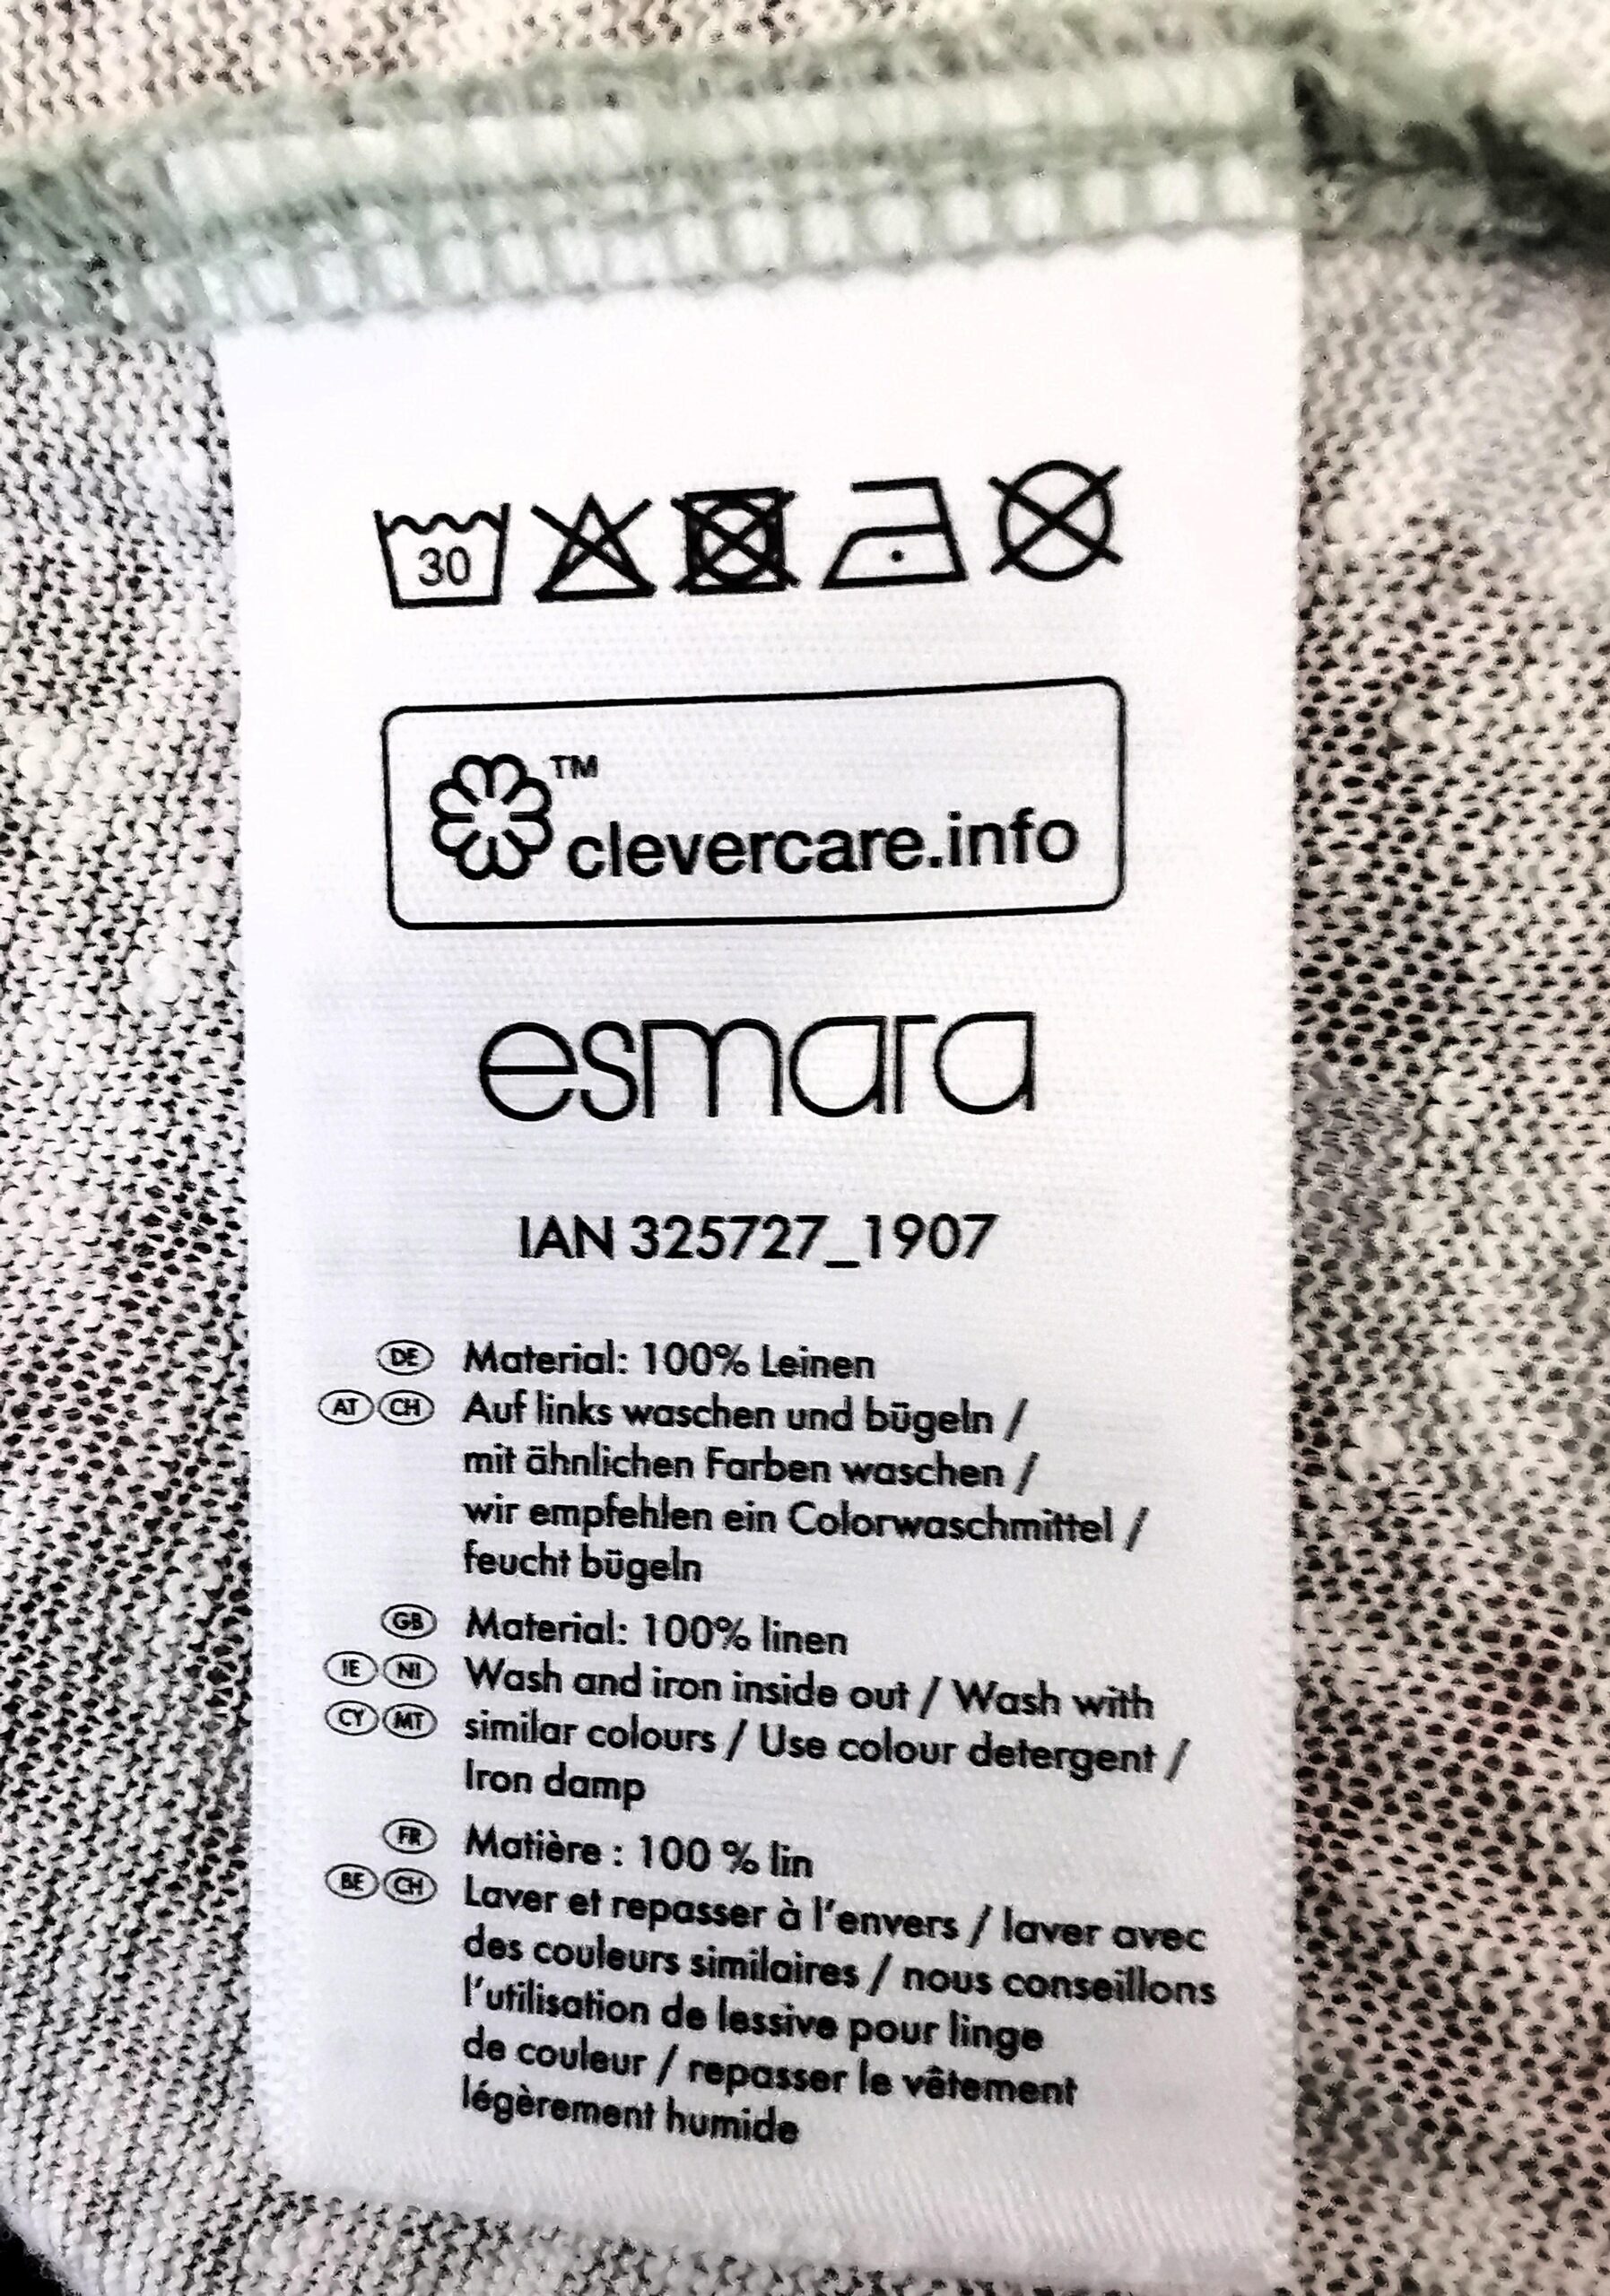 30
TM
clevercare.info
esmara
IAN 325727_1907
DE Material: 100% Leinen
AT CH Auf links waschen und bügeln /
mit ähnlichen Farben waschen /
wir empfehlen ein Colorwaschmittel /
feucht bügeln
GB Material: 100% linen
IE NI Wash and iron inside out / Wash with
CY MT similar colours / Use colour detergent /
Iron damp
FR Matière : 100 % lin
BE CH Laver et repasser à l'envers / laver avec
des couleurs similaires / nous conseillons
l'utilisation de lessive pour linge
de couleur / repasser le vêtement
légèrement humide